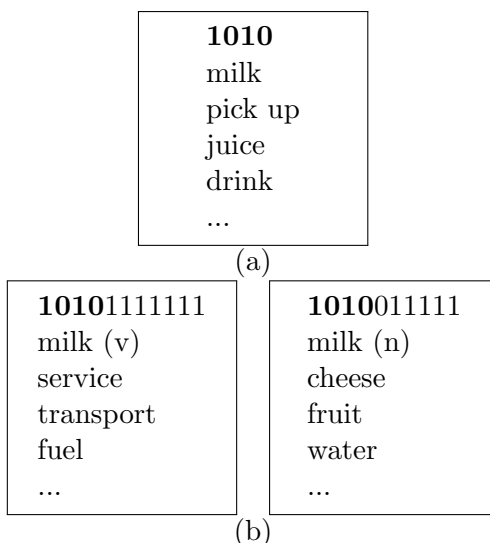 1010
milk
pick up
juice
drink
...
(a)
10101111111
milk (v)
service
transport
fuel
...
1010011111
milk (n)
cheese
fruit
water
...
(b)